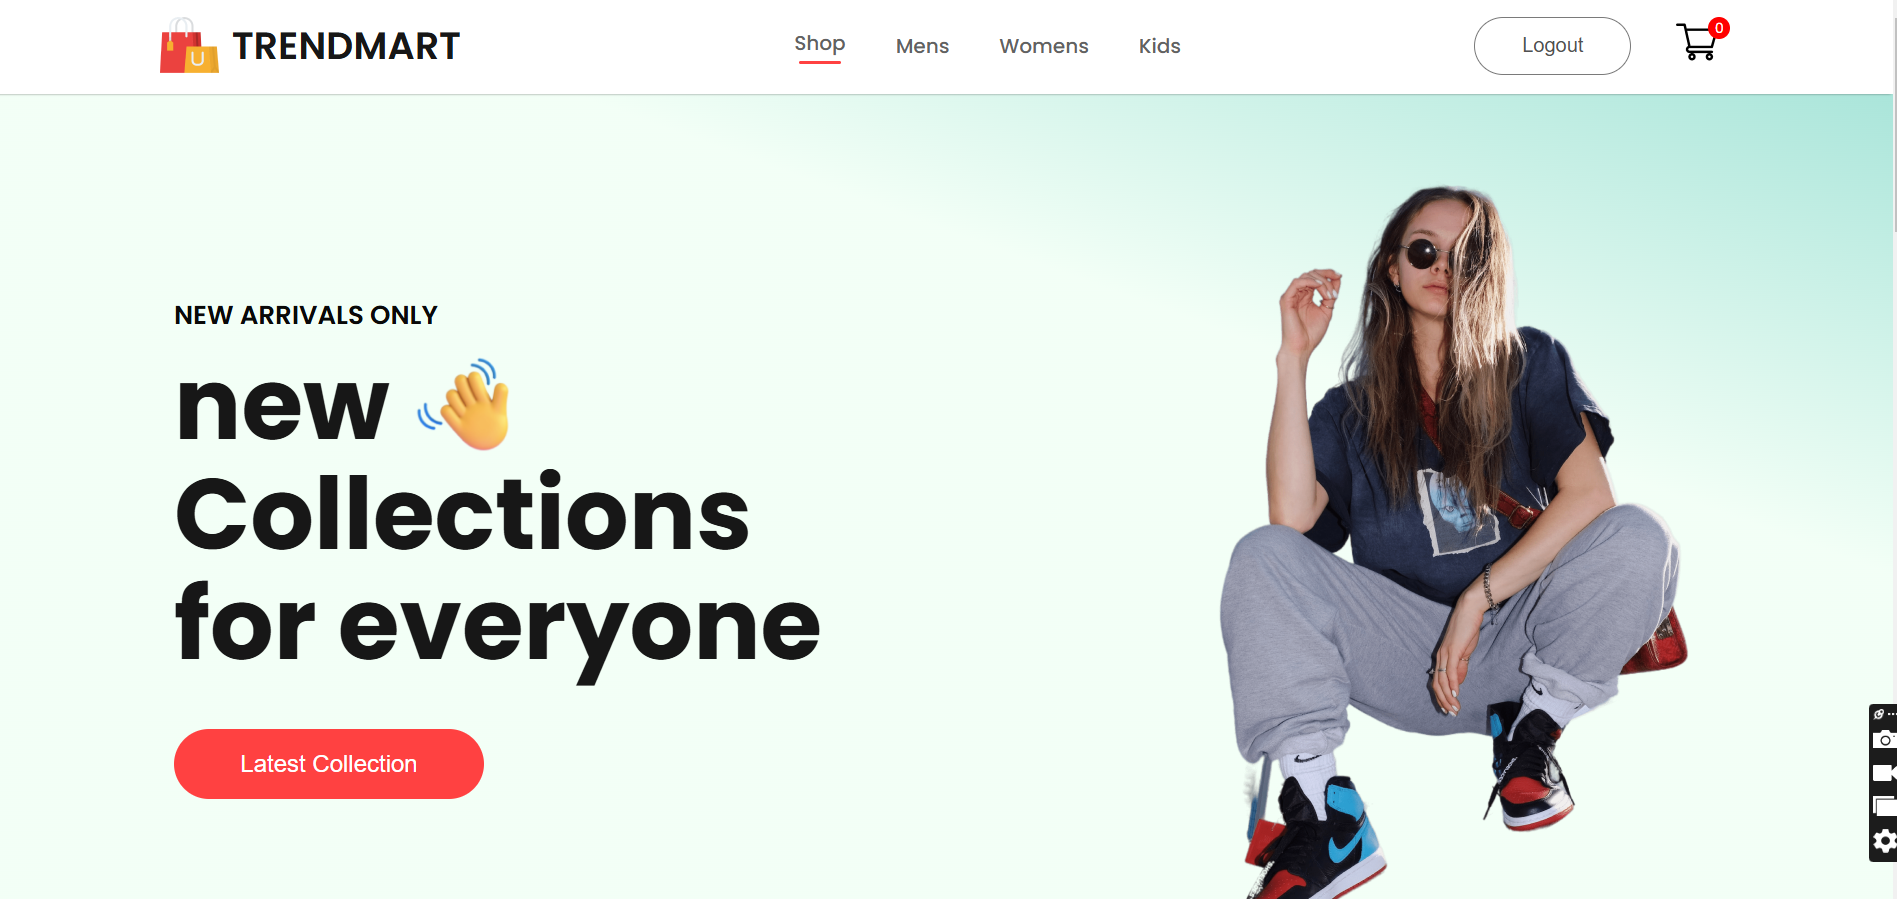 U TRENDMART
Shop Mens Womens Kids
Logout
0
NEW ARRIVALS ONLY
new
Collections
for everyone
Latest Collection